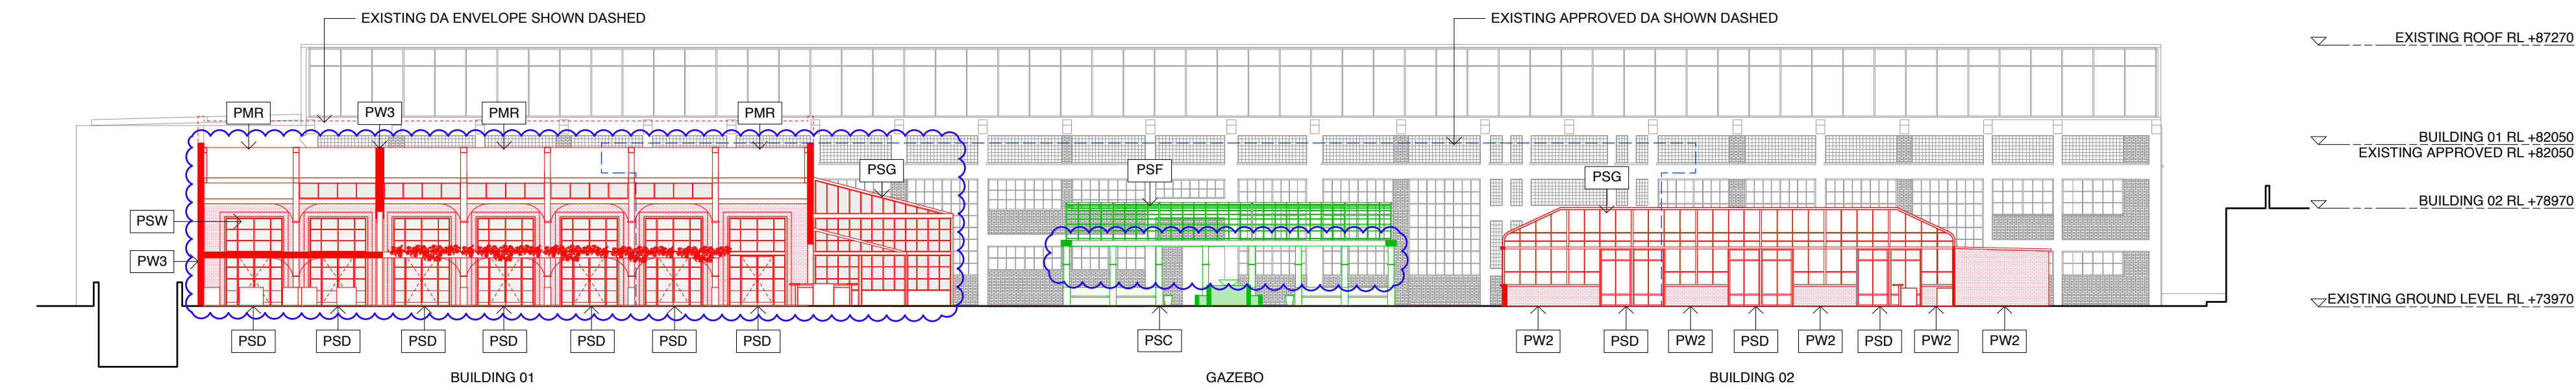 EXISTING DA ENVELOPE SHOWN DASHED
EXISTING APPROVED DA SHOWN DASHED
EXISTING ROOF RL +87270
PMR
PW3
PMR
PMR
BUILDING 01 RL +82050
EXISTING APPROVED RL +82050
PSG
PSF
PSG
BUILDING 02 RL +78970
PSW
PW3
EXISTING GROUND LEVEL RL +73970
PSD
PSD
PSD
PSD
PSD
PSD
PSD
PSC
PW2
PSD
PW2
PSD
PW2
PSD
PW2
PW2
BUILDING 01
GAZEBO
BUILDING 02